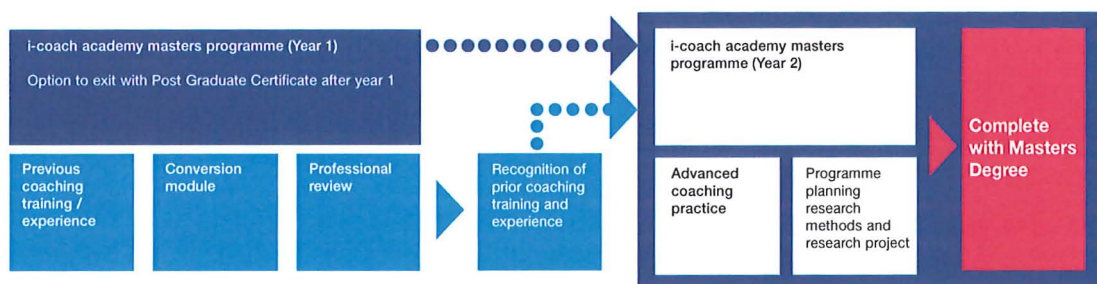 i-coach academy masters programme (Year 1)
Option to exit with Post Graduate Certificate after year 1
Previous
coaching
training /
experience
Conversion
module
Professional
review
Recognition of
prior coaching
training and
experience
i-coach academy masters
programme (Year 2)
Advanced
coaching
practice
Programme
planning
research
methods and
research project
Complete
with Masters
Degree